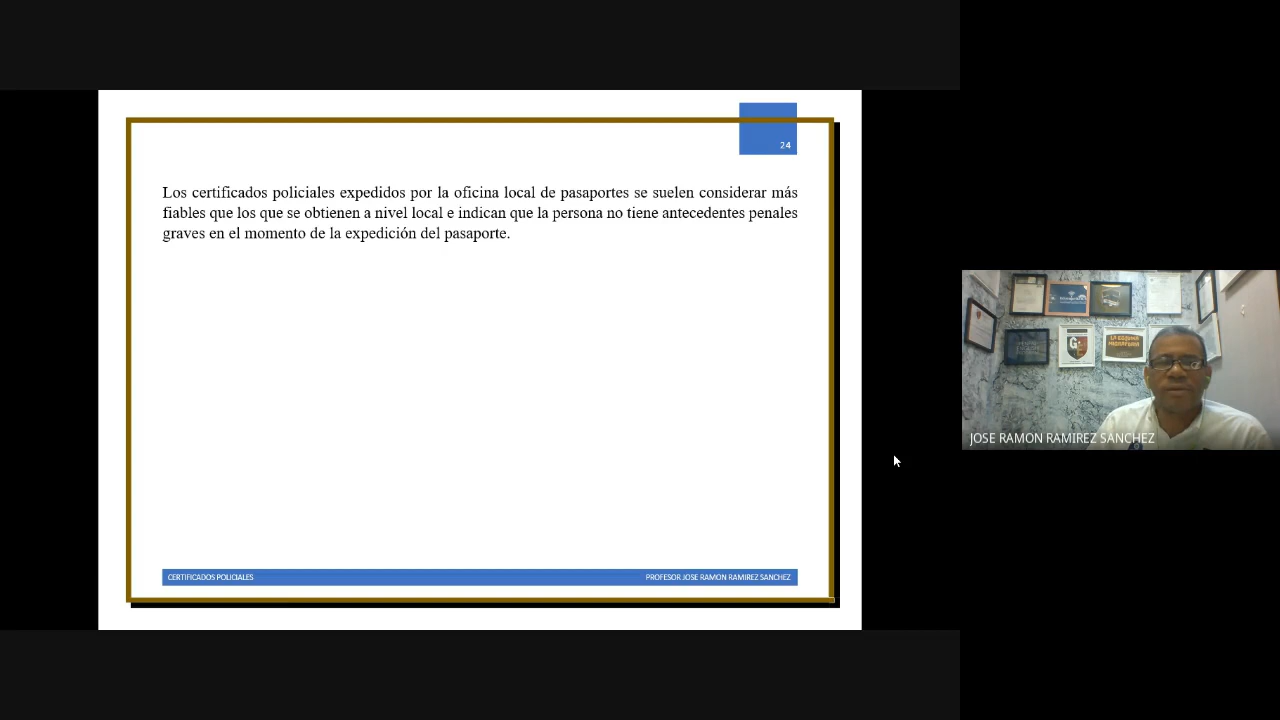 24
Los certificados policiales expedidos por la oficina local de pasaportes se suelen considerar más
fiables que los que se obtienen a nivel local e indican que la persona no tiene antecedentes penales
graves en el momento de la expedición del pasaporte.
CERTIFICADOS POLICIALES
PROFESOR JOSE RAMON RAMIREZ SANCHEZ
JOSE RAMON RAMIREZ SANCHEZ